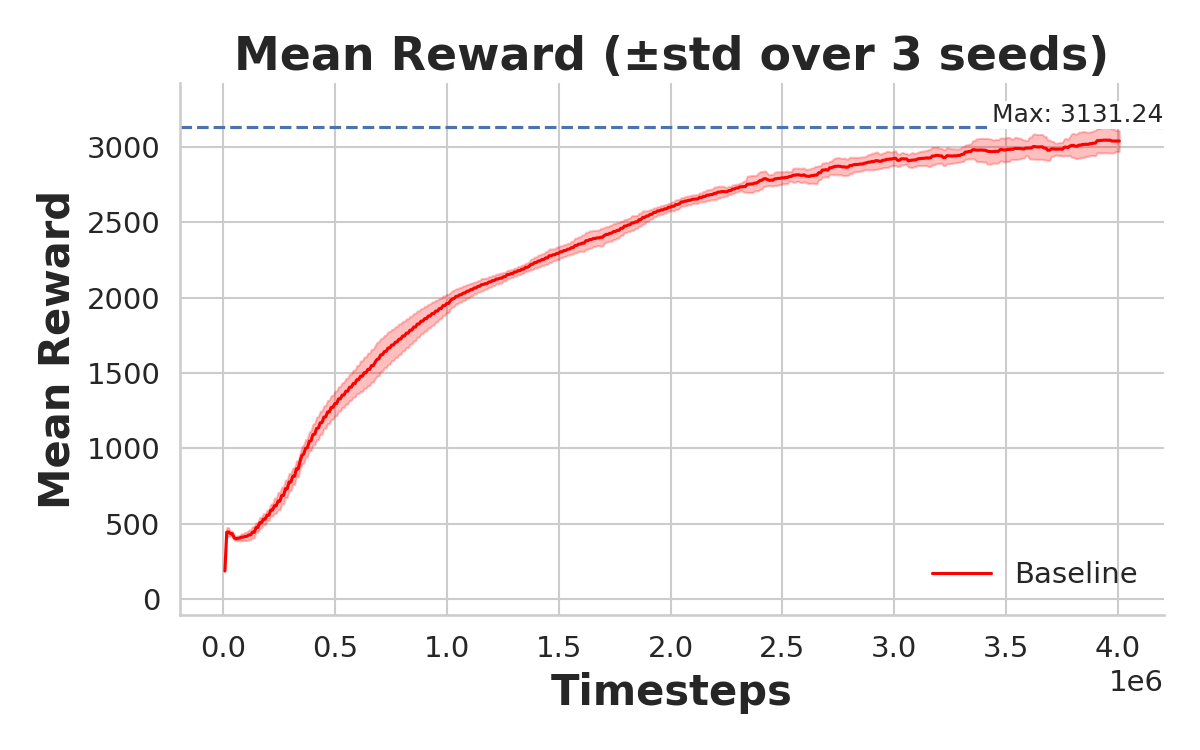 Mean Reward (±std over 3 seeds)
Max: 3131.24
Mean Reward
3000
2500
2000
1500
1000
500
0
Baseline
0.0 0.5 1.0 1.5 2.0 2.5 3.0 3.5 4.0
1e6
Timesteps